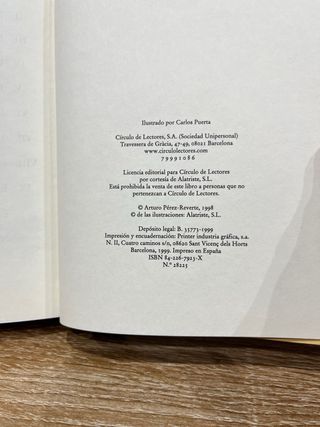 Ilustrado por Carlos Puerta
Círculo de Lectores, S.A. (Sociedad Unipersonal)
Travessera de Gràcia, 47-49, 08021 Barcelona
www.circulolectores.com
79991086
Licencia editorial para Círculo de Lectores
por cortesía de Alatriste, S.L.
Está prohibida la venta de este libro a personas que no
pertenezcan a Círculo de Lectores.
© Arturo Pérez-Reverte, 1998
© de las ilustraciones: Alatriste, S.L.
Depósito legal: B. 35773-1999
Impresión y encuadernación: Printer industria gráfica, s.a.
N. II, Cuatro caminos s/n, 08620 Sant Vicenç dels Horts
Barcelona, 1999. Impreso en España
ISBN 84-226-7923-X
N.º 28225